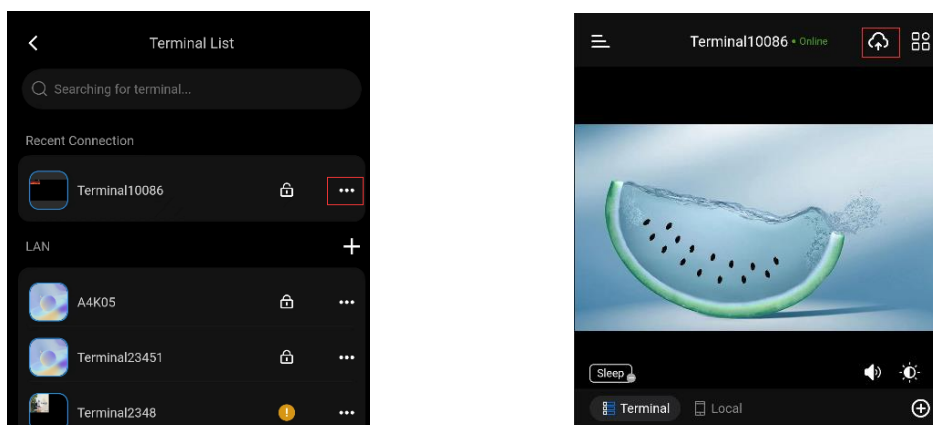 Terminal List
Searching for terminal...
Recent Connection
Terminal10086
LAN
A4K05
Terminal23451
Terminal2348
Terminal10086 • Online
Sleep
Terminal
Local